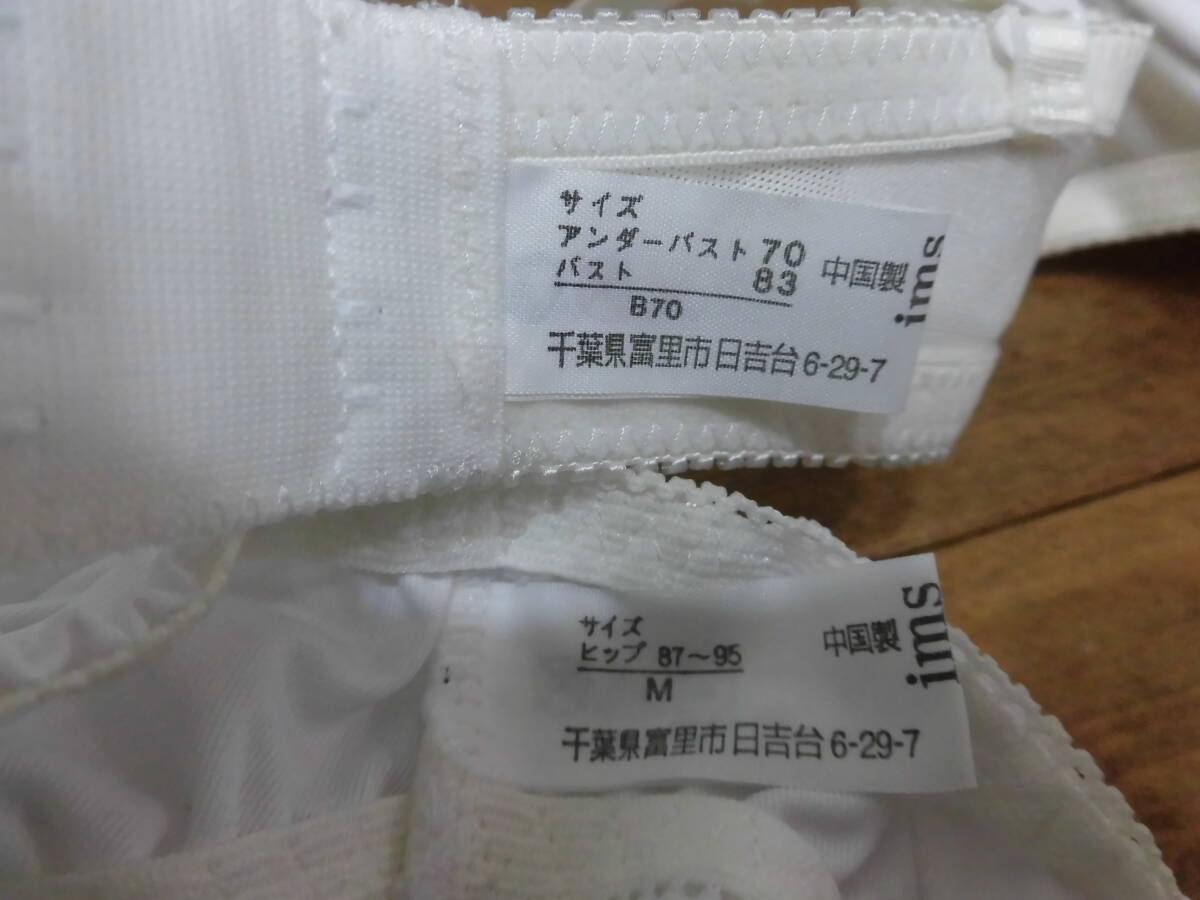 サイズ
アンダーバスト 70
バスト 83
B70
中国製
ims
千葉県富里市日吉台6-29-7
サイズ
ヒップ 87～95
M
中国製
ims
千葉県富里市日吉台6-29-7